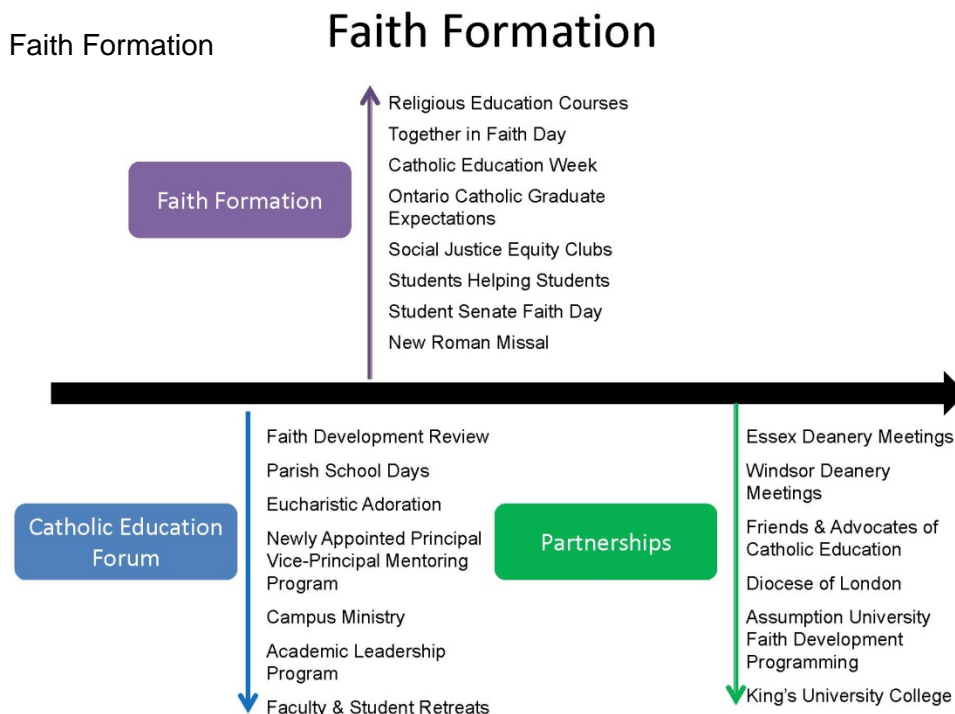 Faith Formation
Faith Formation
Faith Formation
Religious Education Courses
Together in Faith Day
Catholic Education Week
Ontario Catholic Graduate
Expectations
Social Justice Equity Clubs
Students Helping Students
Student Senate Faith Day
New Roman Missal
Catholic Education
Forum
Faith Development Review
Parish School Days
Eucharistic Adoration
Newly Appointed Principal
Vice-Principal Mentoring
Program
Campus Ministry
Academic Leadership
Program
Faculty & Student Retreats
Partnerships
Essex Deanery Meetings
Windsor Deanery
Meetings
Friends & Advocates of
Catholic Education
Diocese of London
Assumption University
Faith Development
Programming
King's University College